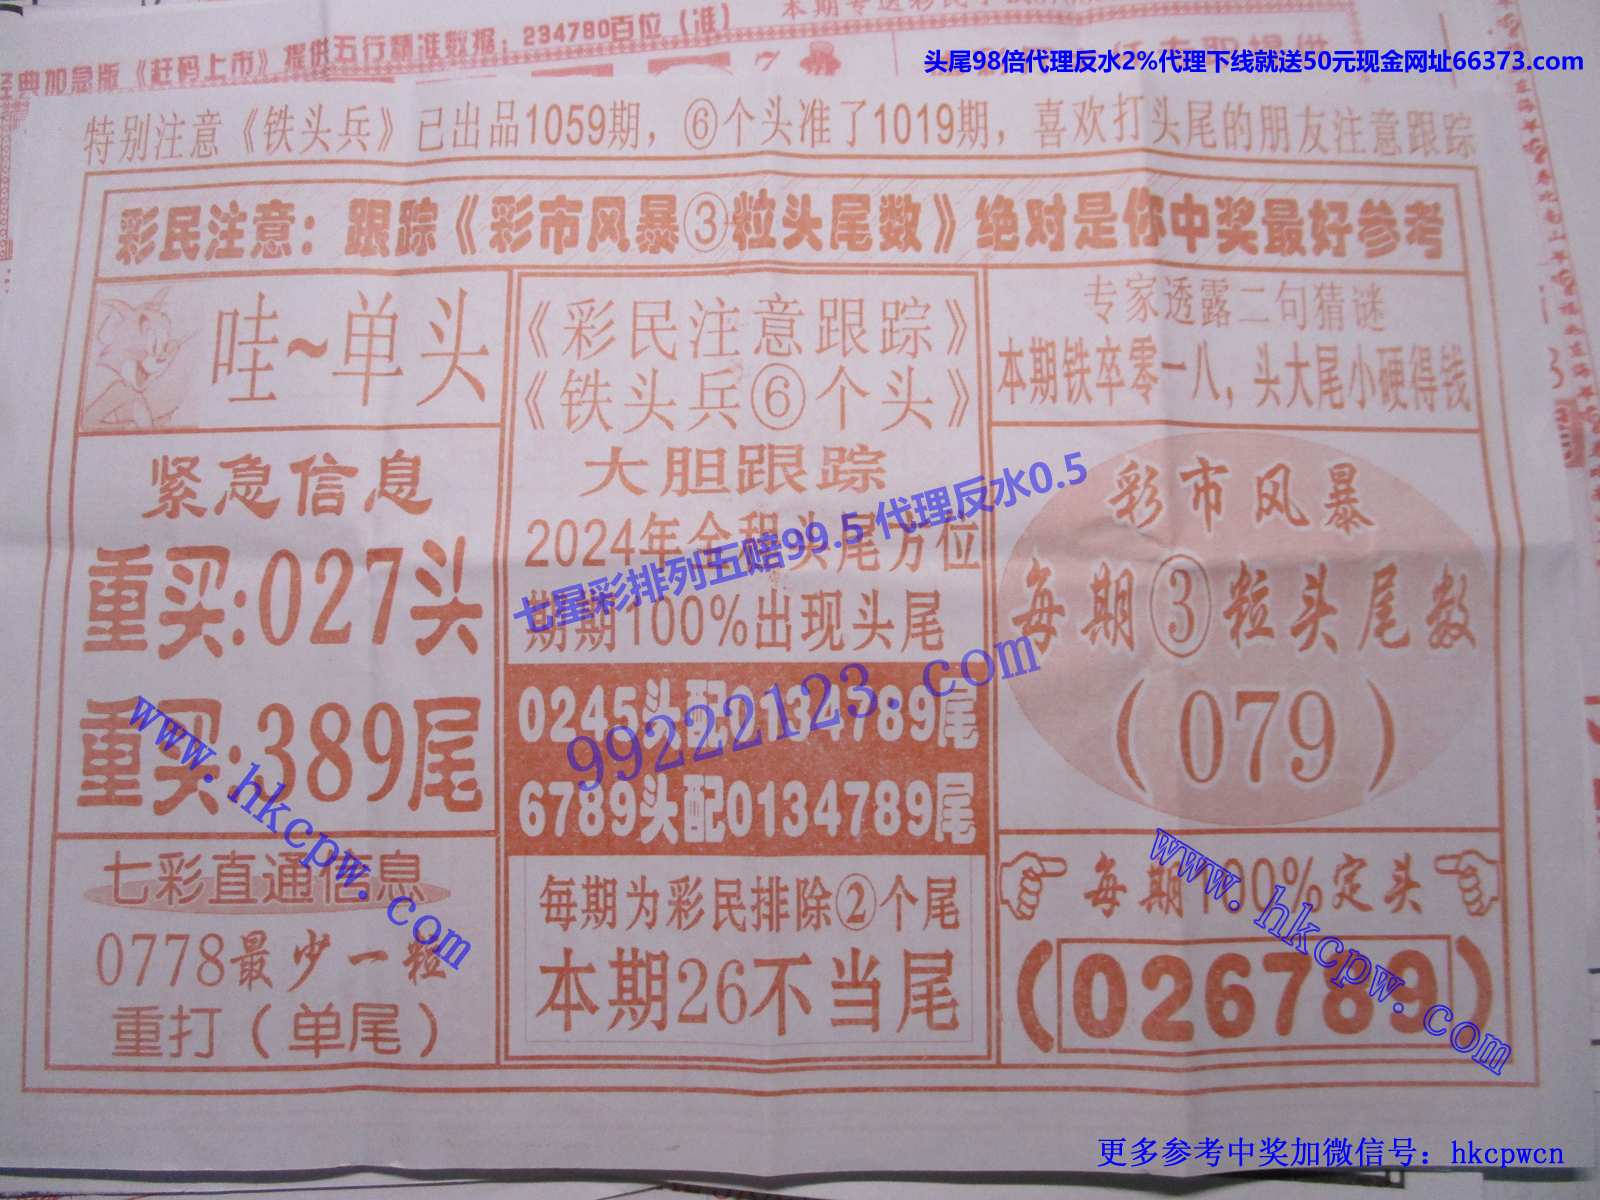 本期专送彩民
经典加急版《赶码上市》提供五行精准数据：234780百位（准）
7
头尾98倍代理反水2%代理下线就送50元现金网址66373.com
特别注意《铁头兵》已出品1059期，⑥个头准了1019期，喜欢打头尾的朋友注意跟踪
彩民注意：跟踪《彩市风暴③粒头尾数》绝对是你中奖最好参考
哇~单头
紧急信息
重买:027头
重买:389尾
七彩直通信息
0778最少一粒
重打（单尾）
《彩民注意跟踪》
《铁头兵⑥个头》
大胆跟踪
2024年全程头尾方位
期期100%出现头尾
0245头配0134789尾
6789头配0134789尾
每期为彩民排除②个尾
本期26不当尾
专家透露二句猜谜
本期铁卒零一八，头大尾小硬得钱
彩市风暴
每期③粒头尾数
（079）
每期100%定头
（026789）
七星彩排列五赔99.5 代理反水0.5
99222123.com
www.hkcpw.com
www.hkcpw.com
更多参考中奖加微信号：hkcpwcn